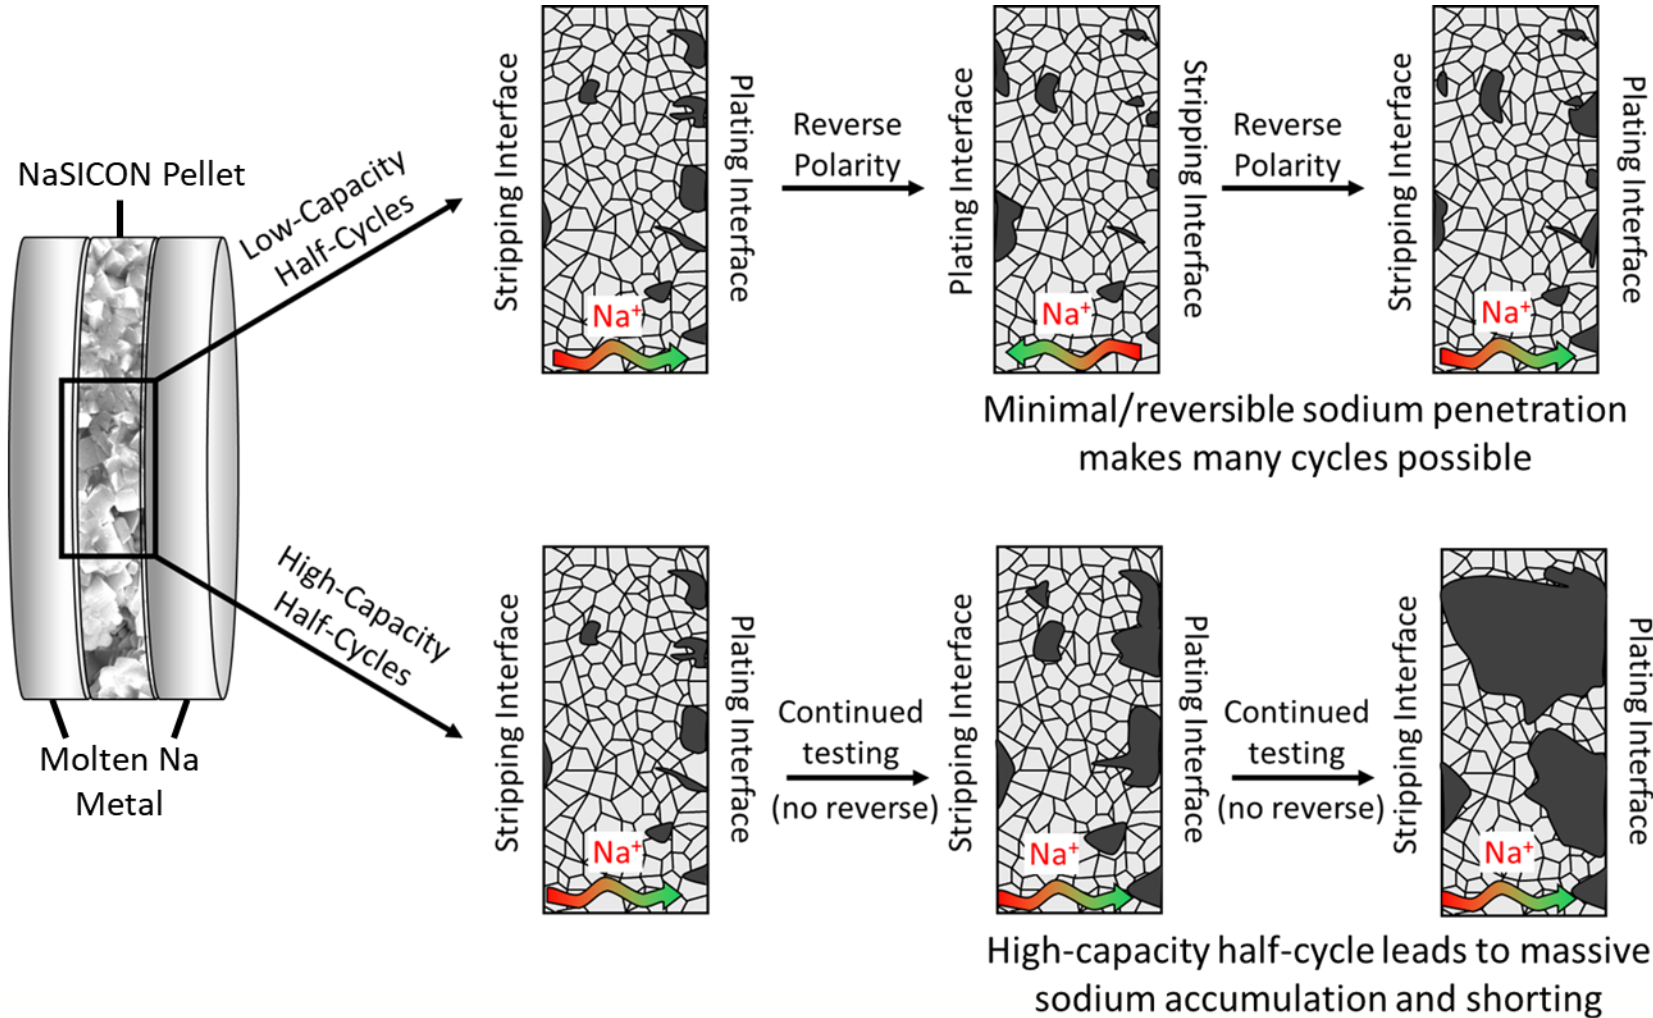 NaSICON Pellet
Molten Na
Metal
Low-Capacity
Half-Cycles
Stripping Interface
Na⁺
Plating Interface
Reverse
Polarity
Plating Interface
Na⁺
Stripping Interface
Reverse
Polarity
Stripping Interface
Na⁺
Plating Interface
Minimal/reversible sodium penetration
makes many cycles possible
High-Capacity
Half-Cycles
Stripping Interface
Na⁺
Plating Interface
Continued
testing
(no reverse)
Stripping Interface
Na⁺
Plating Interface
Continued
testing
(no reverse)
Stripping Interface
Na⁺
Plating Interface
High-capacity half-cycle leads to massive
sodium accumulation and shorting